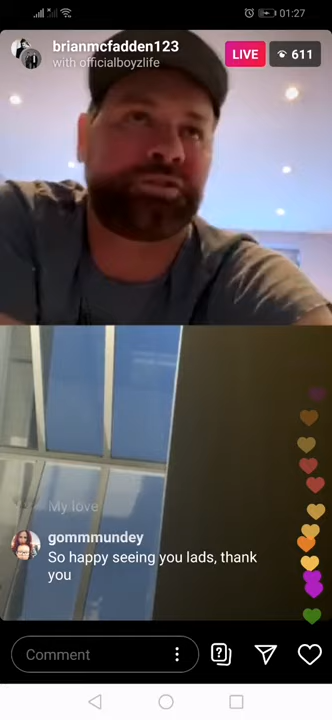 01:27
brianmcfadden123
with officialboyzlife
LIVE
611
My love
gommmundey
So happy seeing you lads, thank
you
Comment